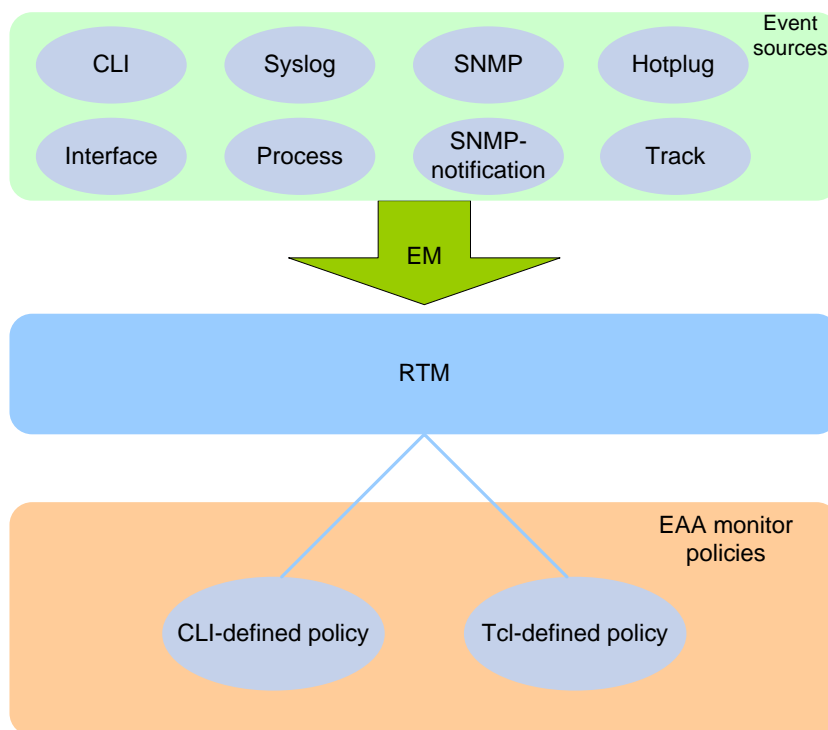 Event
sources
CLI
Syslog
SNMP
Hotplug
Interface
Process
SNMP-
notification
Track
EM
RTM
EAA monitor
policies
CLI-defined policy
Tcl-defined policy